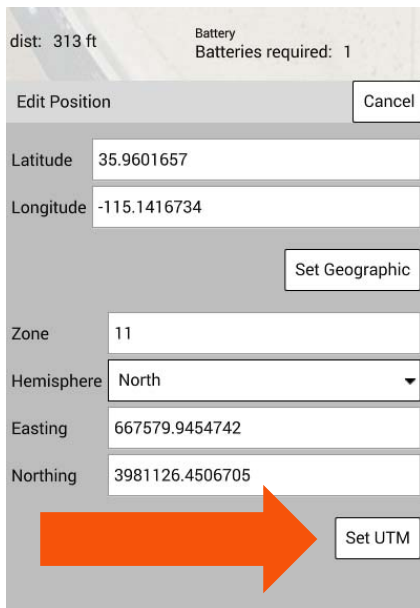 dist: 313 ft
Battery
Batteries required: 1
Edit Position
Cancel
Latitude 35.9601657
Longitude -115.1416734
Set Geographic
Zone 11
Hemisphere North
Easting 667579.9454742
Northing 3981126.4506705
Set UTM